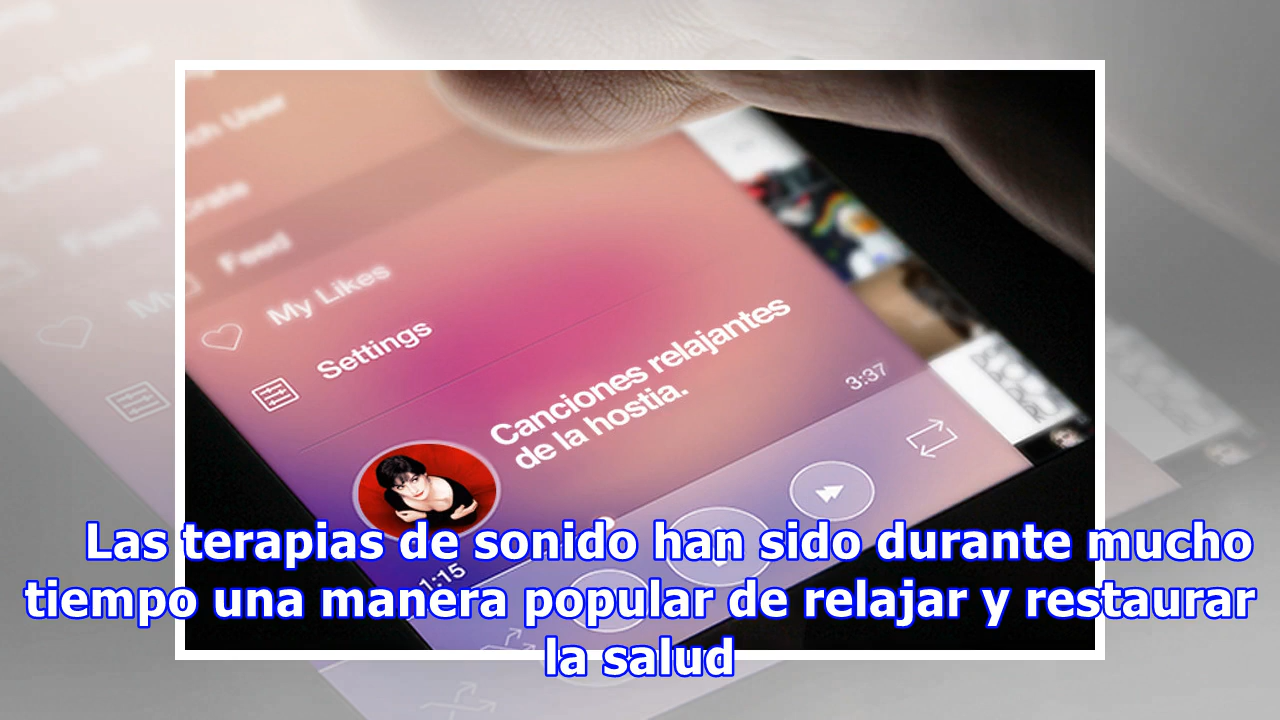 Feed
My Likes
Settings
Canciones relajantes
de la hostia.
3:37
1:15
Las terapias de sonido han sido durante mucho
tiempo una manera popular de relajar y restaurar
la salud